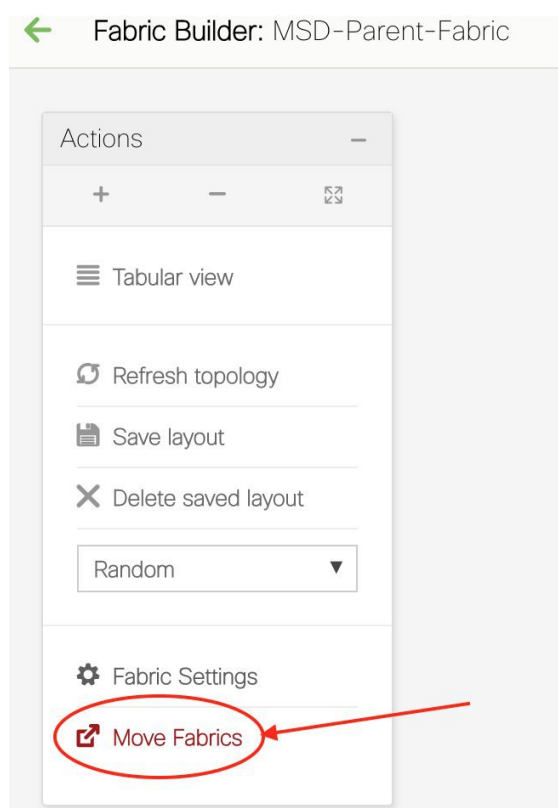 Fabric Builder: MSD-Parent-Fabric
Actions
Tabular view
Refresh topology
Save layout
Delete saved layout
Random
Fabric Settings
Move Fabrics